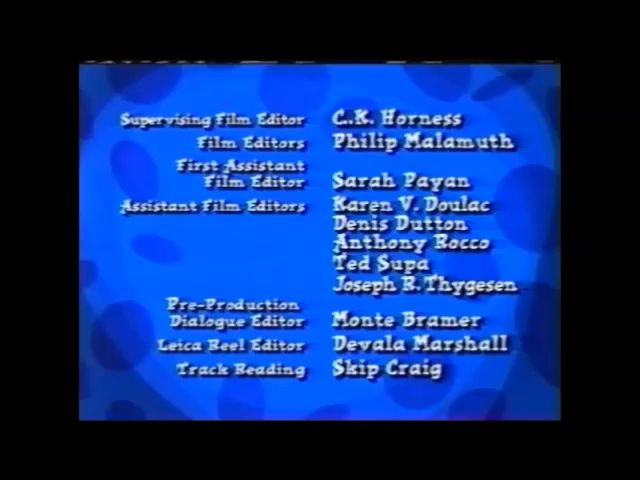 Supervising Film Editor C.K. Horness
Film Editors Philip Malamuth
First Assistant
Film Editor Sarah Payan
Assistant Film Editors Karen V. Doulac
Denis Dutton
Anthony Rocco
Ted Supa
Joseph R. Thygesen
Pre-Production
Dialogue Editor Monte Bramer
Leica Reel Editor Devala Marshall
Track Reading Skip Craig